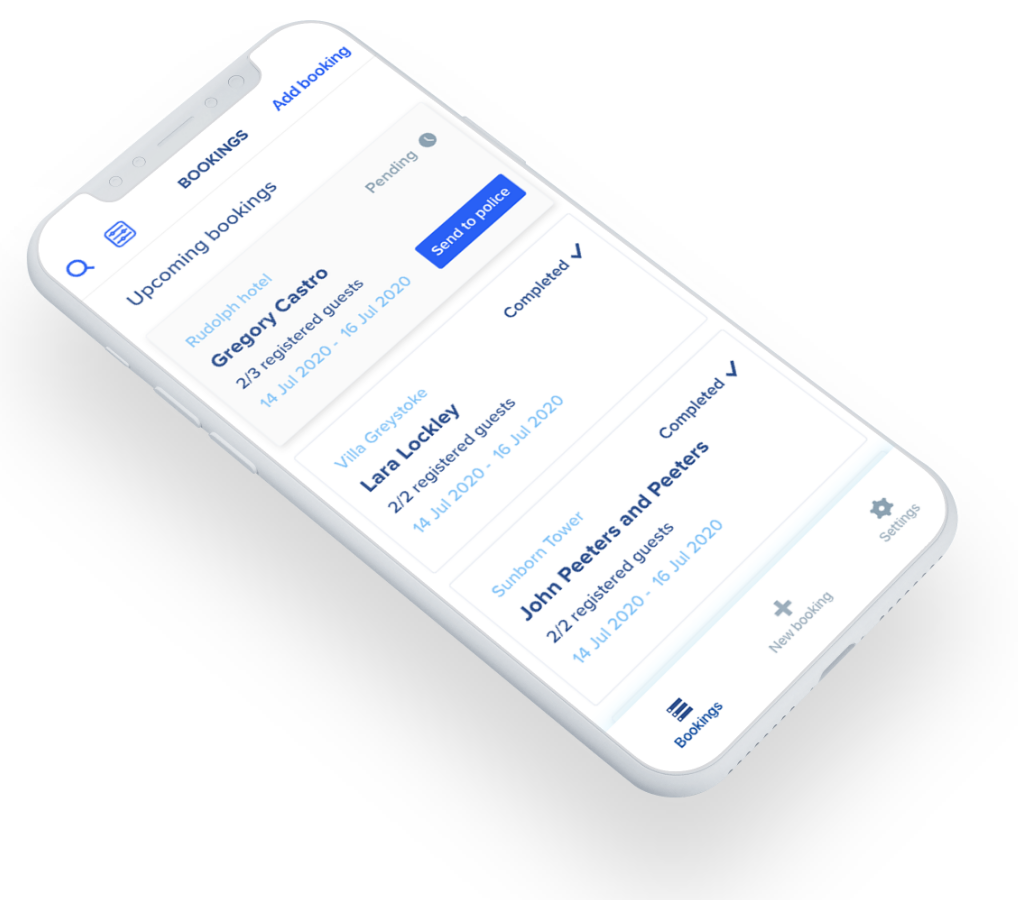 BOOKINGS
Add booking
Upcoming bookings
Rudolph hotel
Pending
Gregory Castro
2/3 registered guests
14 Jul 2020 - 16 Jul 2020
Send to police
Villa Greystoke
Completed
Lara Lockley
2/2 registered guests
14 Jul 2020 - 16 Jul 2020
Sunborn Tower
Completed
John Peeters and Peeters
2/2 registered guests
14 Jul 2020 - 16 Jul 2020
Bookings
New booking
Settings